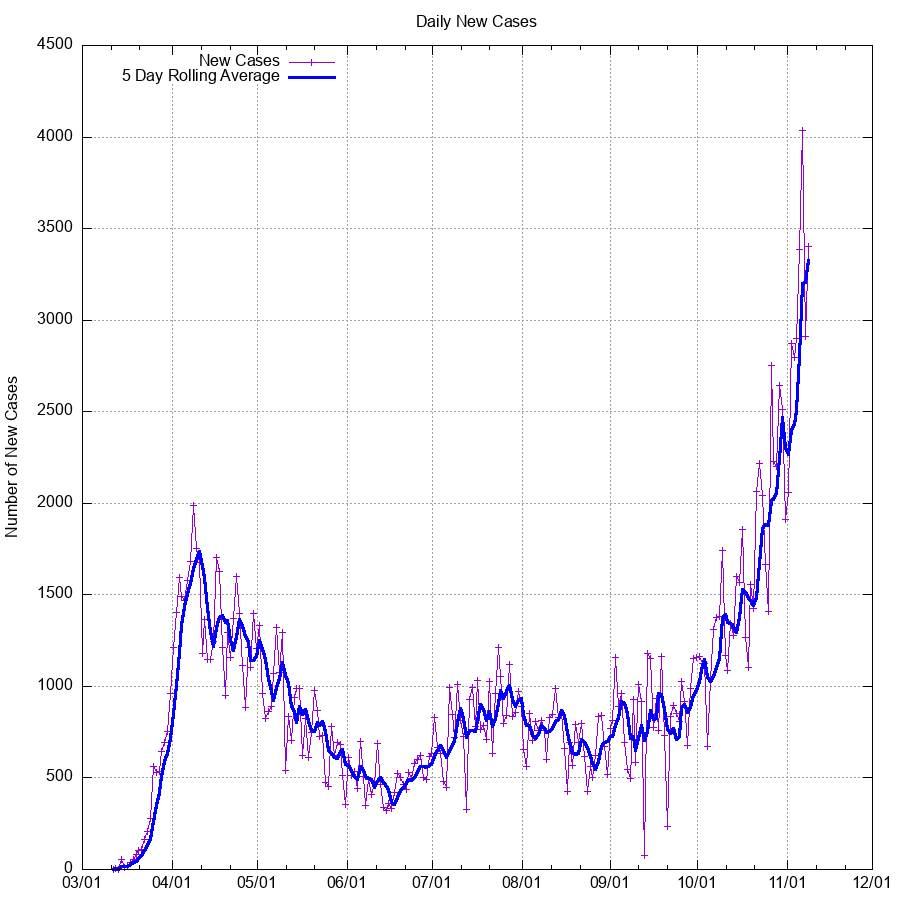 Daily New Cases
New Cases
5 Day Rolling Average
4500
4000
3500
3000
2500
2000
1500
1000
500
0
Number of New Cases
03/01 04/01 05/01 06/01 07/01 08/01 09/01 10/01 11/01 12/01